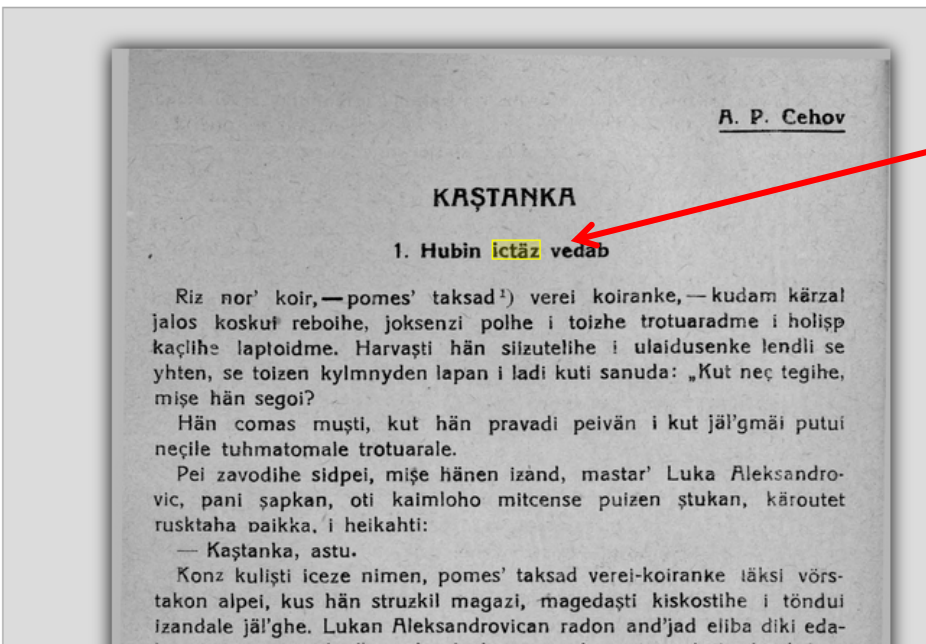 A. P. Cehov
KAŞTANKA
1. Hubin ictäz vedab
Riz nor' koir,—pomes' taksad¹) verei koiranke,—kudam kärzal
jalos koskui reboihe, joksenzi polhe i toizhe trotuaradme i holişp
kaçlihe laptoidme. Harvaşti hän siizutelihe i ulaidusenke lendli se
yhten, se toizen kylmnyden lapan i ladi kuti sanuda: „Kut neç tegihe,
mişe hän segoi?
Hän comas muşti, kut hän pravadi peivän i kut jäl'gmäi putui
neçile tuhmatomale trotuarale.
Pei zavodihe sidpei, mişe hänen izand, mastar' Luka Aleksandro-
vic, pani şapkan, oti kaimloho mitcense puizen ştukan, käroutet
rusktaha paikka, i heikahti:
— Kaştanka, astu.
Konz kulişti iceze nimen, pomes' taksad verei-koiranke läksi vörs-
takon alpei, kus hän struzkil magazi, magedaşti kiskostihe i töndui
izandale jäl'ghe. Lukan Aleksandrovican radon and'jad eliba diki eda-